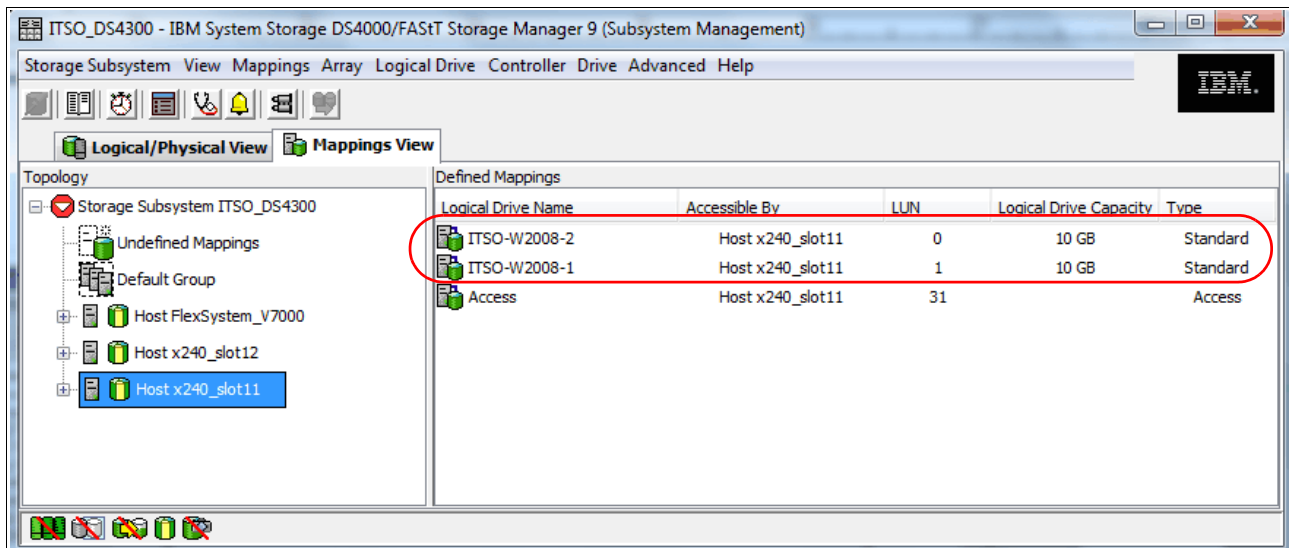 ITSO_DS4300 - IBM System Storage DS4000/FAStT Storage Manager 9 (Subsystem Management)
Storage Subsystem View Mappings Array Logical Drive Controller Drive Advanced Help
IBM.
Logical/Physical View Mappings View
Topology
Storage Subsystem ITSO_DS4300
Undefined Mappings
Default Group
Host FlexSystem_V7000
Host x240_slot12
Host x240_slot11
Defined Mappings
Logical Drive Name Accessible By LUN Logical Drive Capacity Type
ITSO-W2008-2 Host x240_slot11 0 10 GB Standard
ITSO-W2008-1 Host x240_slot11 1 10 GB Standard
Access Host x240_slot11 31 Access